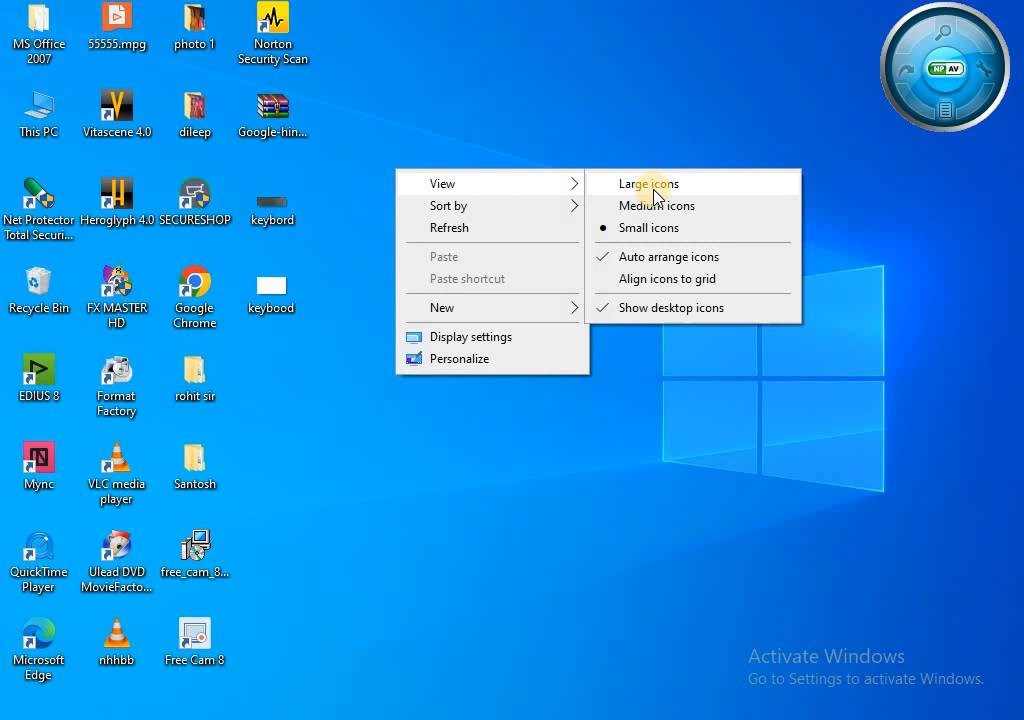 MS Office
2007
55555.mpg
photo 1
Norton
Security Scan
NP AV
This PC
Vitascene 4.0
dileep
Google-hin...
View
Sort by
Refresh
Paste
Paste shortcut
New
Display settings
Personalize
Large icons
Medium icons
Small icons
Auto arrange icons
Align icons to grid
Show desktop icons
Net Protector
Total Securi...
Heroglyph 4.0
SECURESHOP
keybord
Recycle Bin
FX MASTER
HD
Google
Chrome
keybood
EDIUS 8
Format
Factory
rohit sir
Mync
VLC media
player
Santosh
QuickTime
Player
Ulead DVD
MovieFacto...
free_cam_8...
Microsoft
Edge
nhhbb
Free Cam 8
Activate Windows
Go to Settings to activate Windows.